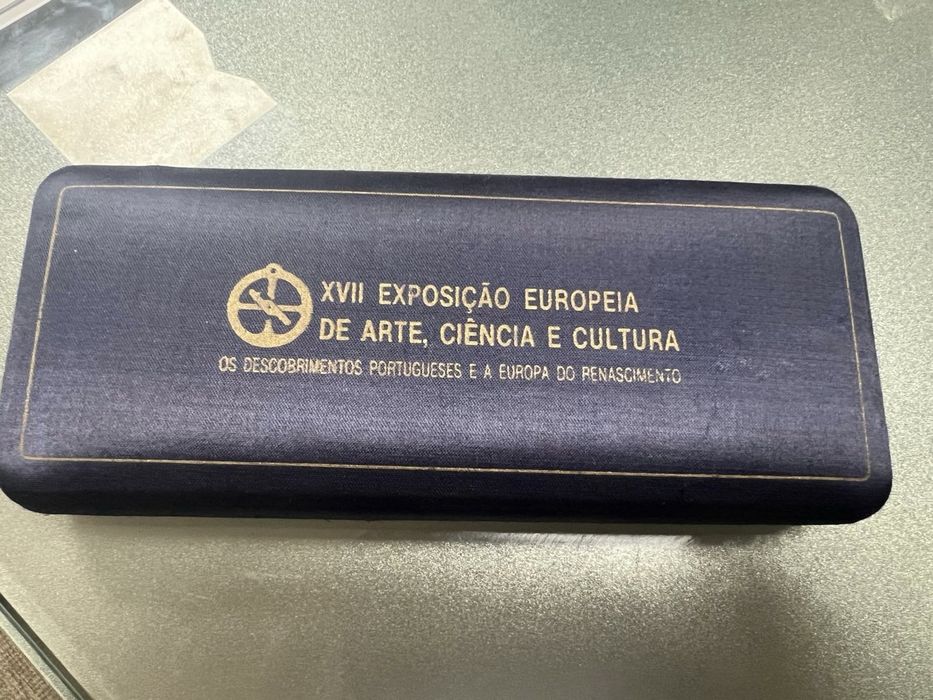 XVII EXPOSIÇÃO EUROPEIA
DE ARTE, CIÊNCIA E CULTURA
OS DESCOBRIMENTOS PORTUGUESES E A EUROPA DO RENASCIMENTO